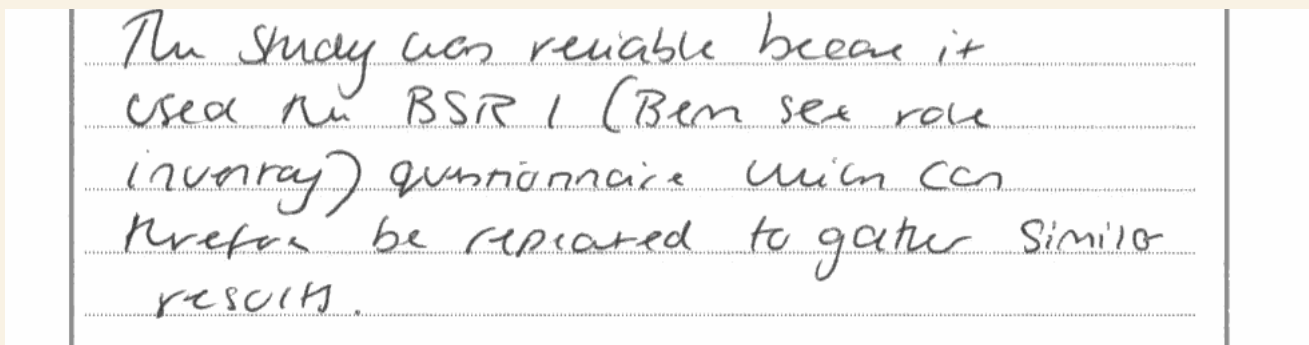 The study was reliable becase it
used the BSRI (Bem sex role
inventory) questionnaire which can
therefore be repeated to gather similar
results.